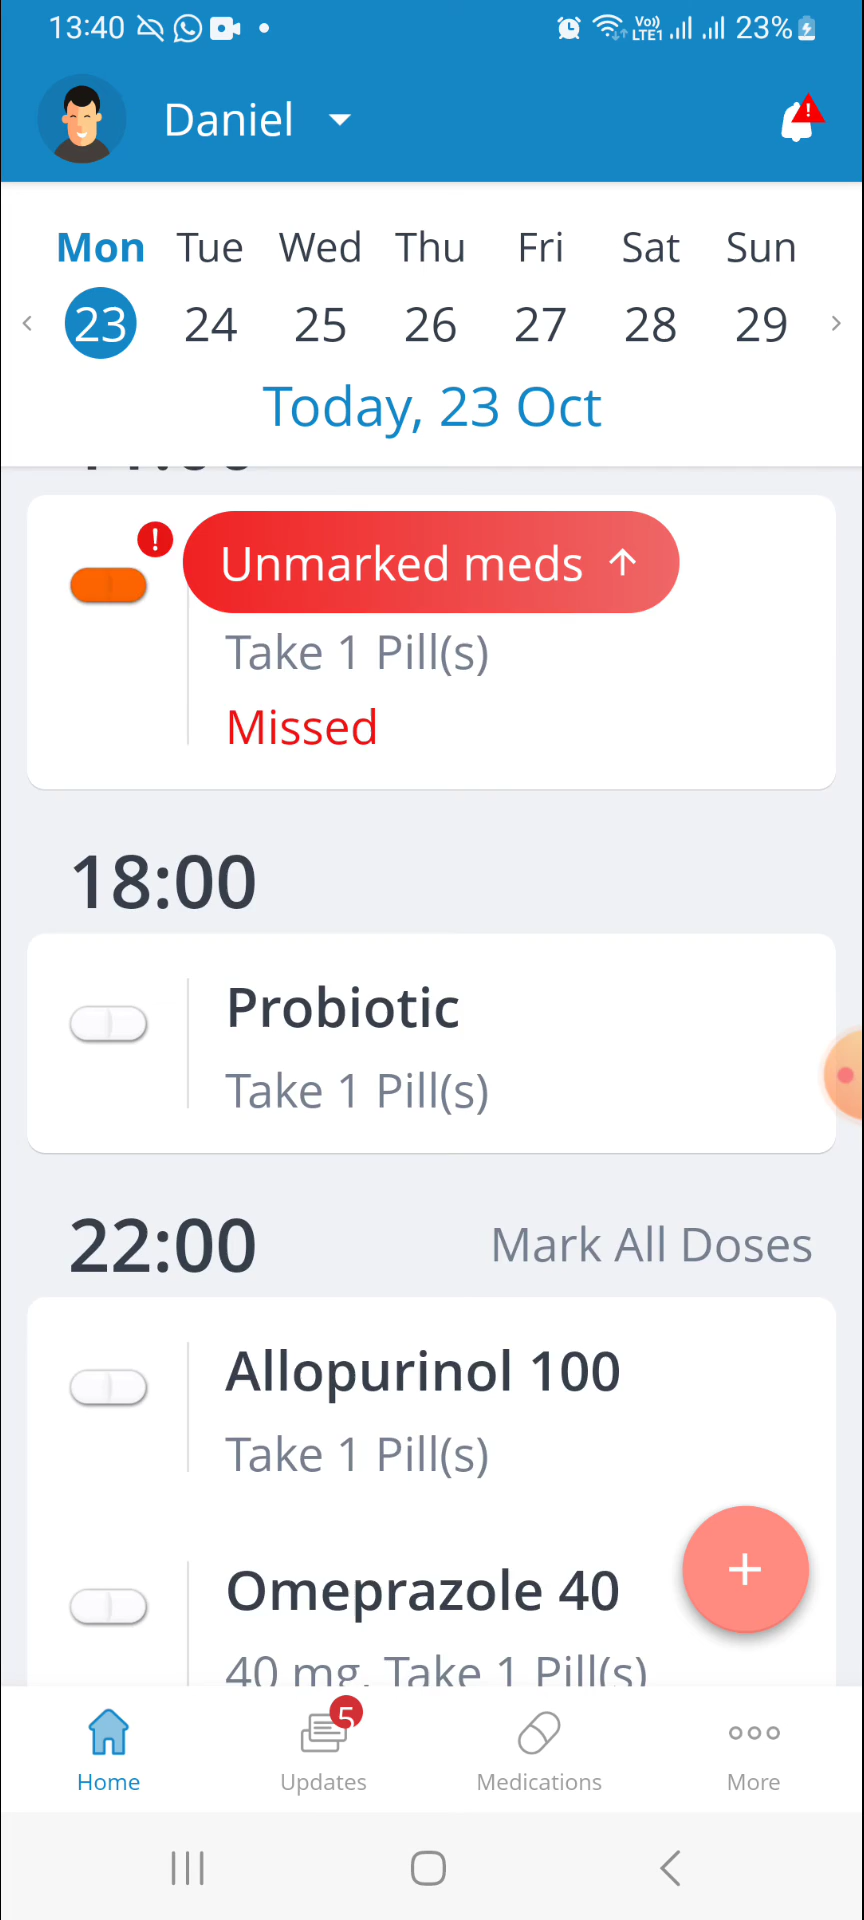 13:40 Vo)) LTE1 23%
Daniel
Mon Tue Wed Thu Fri Sat Sun
23 24 25 26 27 28 29
Today, 23 Oct
Unmarked meds ↑
Take 1 Pill(s)
Missed
18:00
Probiotic
Take 1 Pill(s)
22:00 Mark All Doses
Allopurinol 100
Take 1 Pill(s)
Omeprazole 40
40 mg, Take 1 Pill(s)
5
Home Updates Medications More